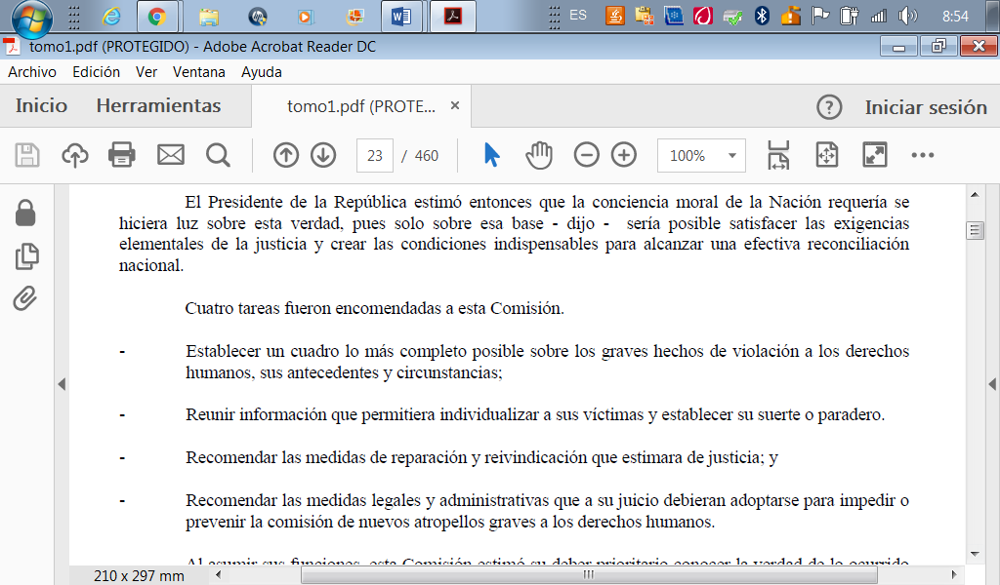 ES
8:54
tomo1.pdf (PROTEGIDO) - Adobe Acrobat Reader DC
Archivo Edición Ver Ventana Ayuda
Inicio Herramientas tomo1.pdf (PROTE... × ? Iniciar sesión
23 / 460 100%
El Presidente de la República estimó entonces que la conciencia moral de la Nación requería se
hiciera luz sobre esta verdad, pues solo sobre esa base - dijo - sería posible satisfacer las exigencias
elementales de la justicia y crear las condiciones indispensables para alcanzar una efectiva reconciliación
nacional.
Cuatro tareas fueron encomendadas a esta Comisión.
- Establecer un cuadro lo más completo posible sobre los graves hechos de violación a los derechos
humanos, sus antecedentes y circunstancias;
- Reunir información que permitiera individualizar a sus víctimas y establecer su suerte o paradero.
- Recomendar las medidas de reparación y reivindicación que estimara de justicia; y
- Recomendar las medidas legales y administrativas que a su juicio debieran adoptarse para impedir o
prevenir la comisión de nuevos atropellos graves a los derechos humanos.
Al asumir sus funciones, esta Comisión estimó su deber prioritario conocer la verdad de lo ocurrido
210 x 297 mm